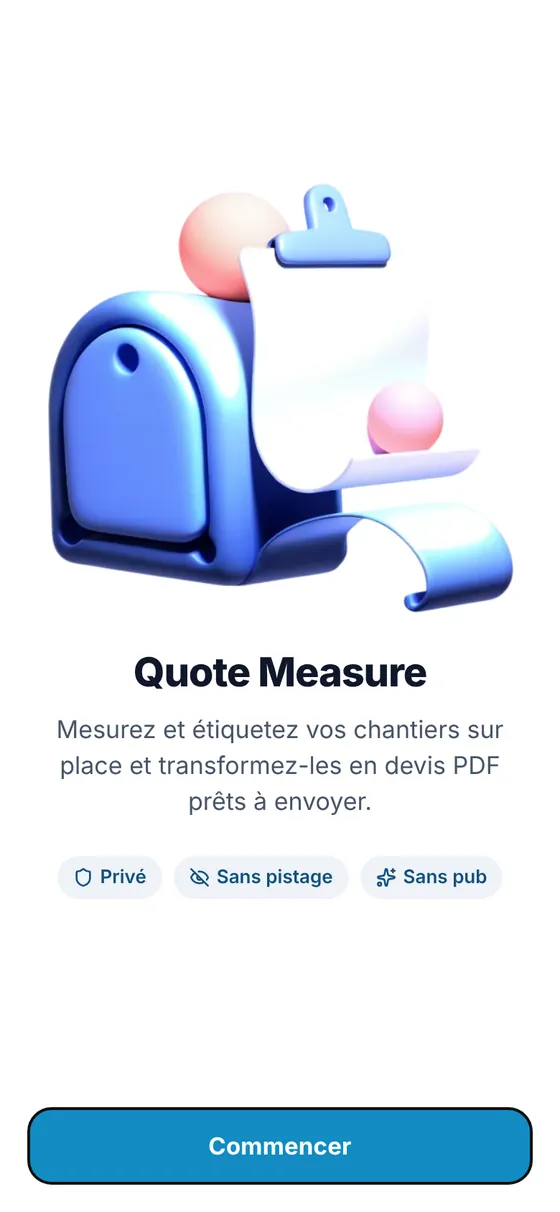 Quote Measure
Mesurez et étiquetez vos chantiers sur
place et transformez-les en devis PDF
prêts à envoyer.
Privé
Sans pistage
Sans pub
Commencer